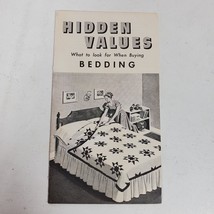 HIDDEN
VALUES
What to look for When Buying
BEDDING